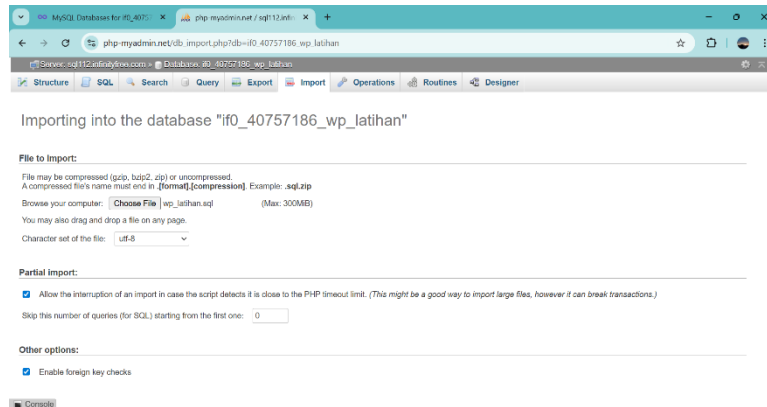 MySQL Databases for if0_4075
php-myadmin.net / sql112.infin
php-myadmin.net/db_import.php?db=if0_40757186_wp_latihan
Server: sql112.infinityfree.com » Database: if0_40757186_wp_latihan
Structure SQL Search Query Export Import Operations Routines Designer
Importing into the database "if0_40757186_wp_latihan"
File to Import:
File may be compressed (gzip, bzip2, zip) or uncompressed.
A compressed file's name must end in .[format].[compression]. Example: .sql.zip
Browse your computer: Choose File wp_latihan.sql (Max: 300MiB)
You may also drag and drop a file on any page.
Character set of the file: utf-8
Partial import:
Allow the interruption of an import in case the script detects it is close to the PHP timeout limit. (This might be a good way to import large files, however it can break transactions.)
Skip this number of queries (for SQL) starting from the first one: 0
Other options:
Enable foreign key checks
Console